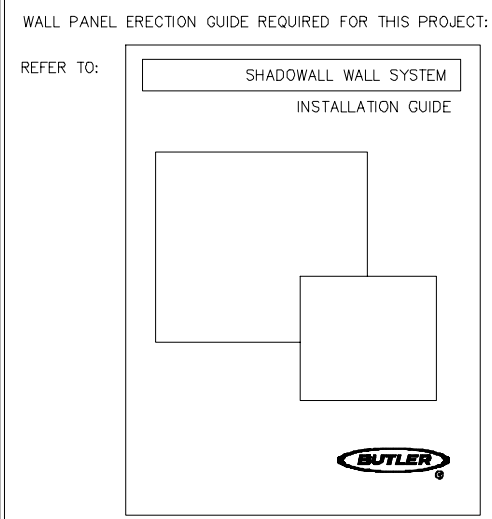 WALL PANEL ERECTION GUIDE REQUIRED FOR THIS PROJECT:
REFER TO:
SHADOWALL WALL SYSTEM
INSTALLATION GUIDE
BUTLER
®